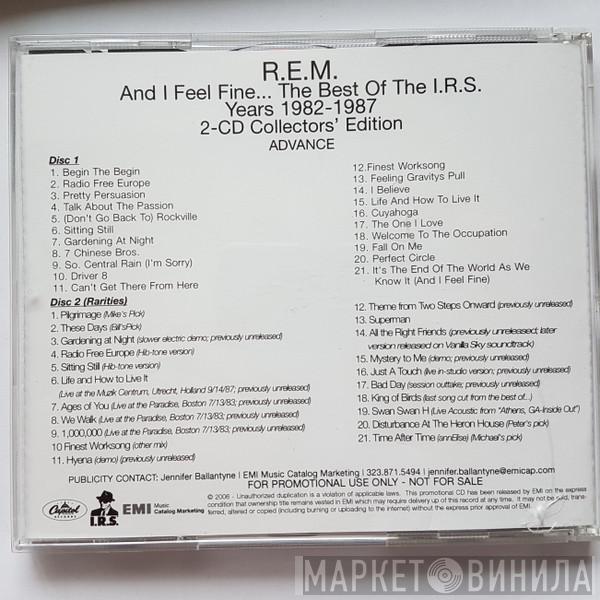 R.E.M.
And I Feel Fine... The Best Of The I.R.S.
Years 1982-1987
2-CD Collectors' Edition
ADVANCE
Disc 1
1. Begin The Begin
2. Radio Free Europe
3. Pretty Persuasion
4. Talk About The Passion
5. (Don't Go Back To) Rockville
6. Sitting Still
7. Gardening At Night
8. 7 Chinese Bros.
9. So. Central Rain (I'm Sorry)
10. Driver 8
11. Can't Get There From Here
12.Finest Worksong
13. Feeling Gravitys Pull
14. I Believe
15. Life And How To Live It
16. Cuyahoga
17. The One I Love
18. Welcome To The Occupation
19. Fall On Me
20. Perfect Circle
21. It's The End Of The World As We
Know It (And I Feel Fine)
Disc 2 (Rarities)
1. Pilgrimage (Mike's Pick)
2. These Days (Bill'sPick)
3. Gardening at Night (slower electric demo; previously unreleased)
4. Radio Free Europe (Hib-tone version)
5. Sitting Still (Hib-tone version)
6. Life and How to Live It
(Live at the Muzik Centrum, Utrecht, Holland 9/14/87; previously unreleased)
7. Ages of You (Live at the Paradise, Boston 7/13/83; previously unreleased)
8. We Walk (Live at the Paradise, Boston 7/13/83; previously unreleased)
9. 1,000,000 (Live at the Paradise, Boston 7/13/83; previously unreleased)
10 Finest Worksong (other mix)
11. Hyena (demo) (previously unreleased)
12. Theme from Two Steps Onward (previously unreleased)
13. Superman
14. All the Right Friends (previously unreleased; later
version released on Vanilla Sky soundtrack)
15. Mystery to Me (demo; previously unreleased)
16. Just A Touch (live in-studio version; previously unreleased)
17. Bad Day (session outtake; previously unreleased)
18. King of Birds (last song cut from the best of...)
19. Swan Swan H (Live Acoustic from "Athens, GA-Inside Out")
20. Disturbance At The Heron House (Peter's pick)
21. Time After Time (annElise) (Michael's pick)
PUBLICITY CONTACT: Jennifer Ballantyne | EMI Music Catalog Marketing | 323.871.5494 | jennifer.ballantyne@emicap.com
FOR PROMOTIONAL USE ONLY - NOT FOR SALE
Capitol
RECORDS
I.R.S.
EMI Music
Catalog Marketing
© 2006 - Unauthorized duplication is a violation of applicable laws. This promotional CD has been released by EMI on the express
condition that ownership title remains vested in EMI which may require delivery of this record at any time. It may not be sold, trans-
ferred, altered or copied (including burning or uploading to the internet) without the express prior approval of EMI.
МАРКЕТ ВИНИЛА